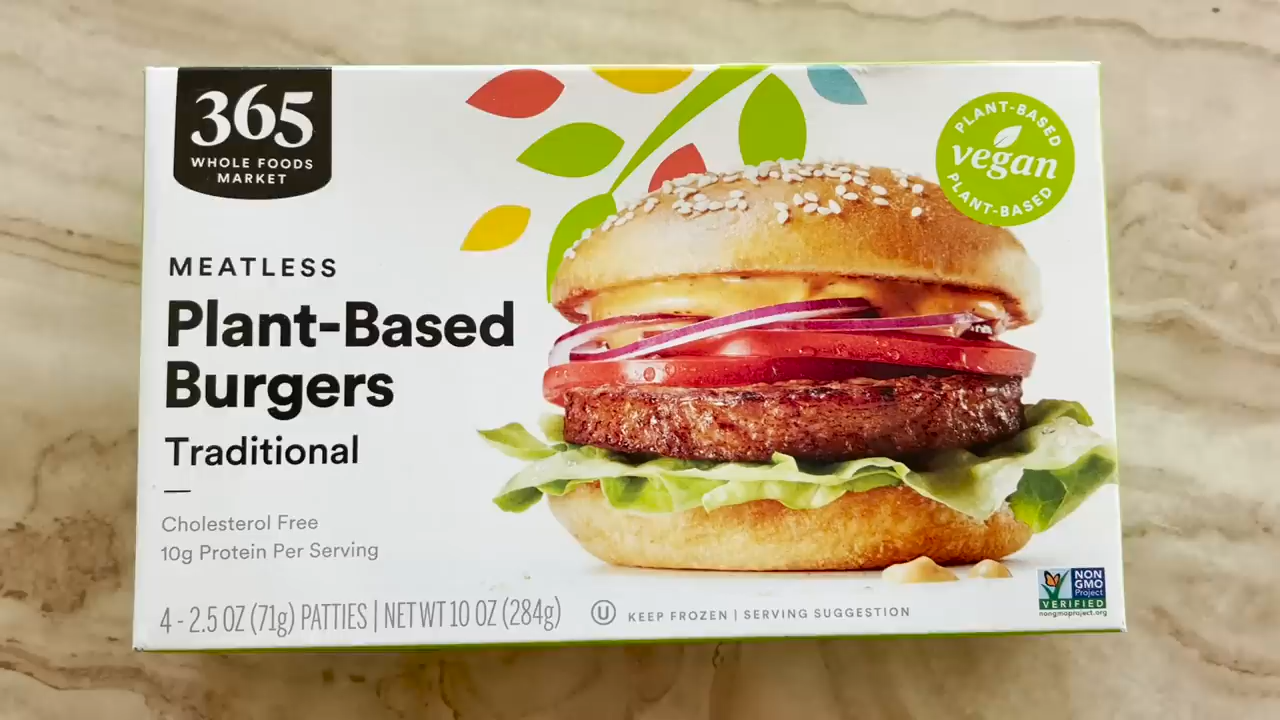 365
WHOLE FOODS
MARKET
PLANT-BASED
vegan
PLANT-BASED
MEATLESS
Plant-Based
Burgers
Traditional
Cholesterol Free
10g Protein Per Serving
4 - 2.5 OZ (71g) PATTIES | NET WT 10 OZ (284g)
U KEEP FROZEN | SERVING SUGGESTION
NON
GMO
Project
VERIFIED
nongmoproject.org